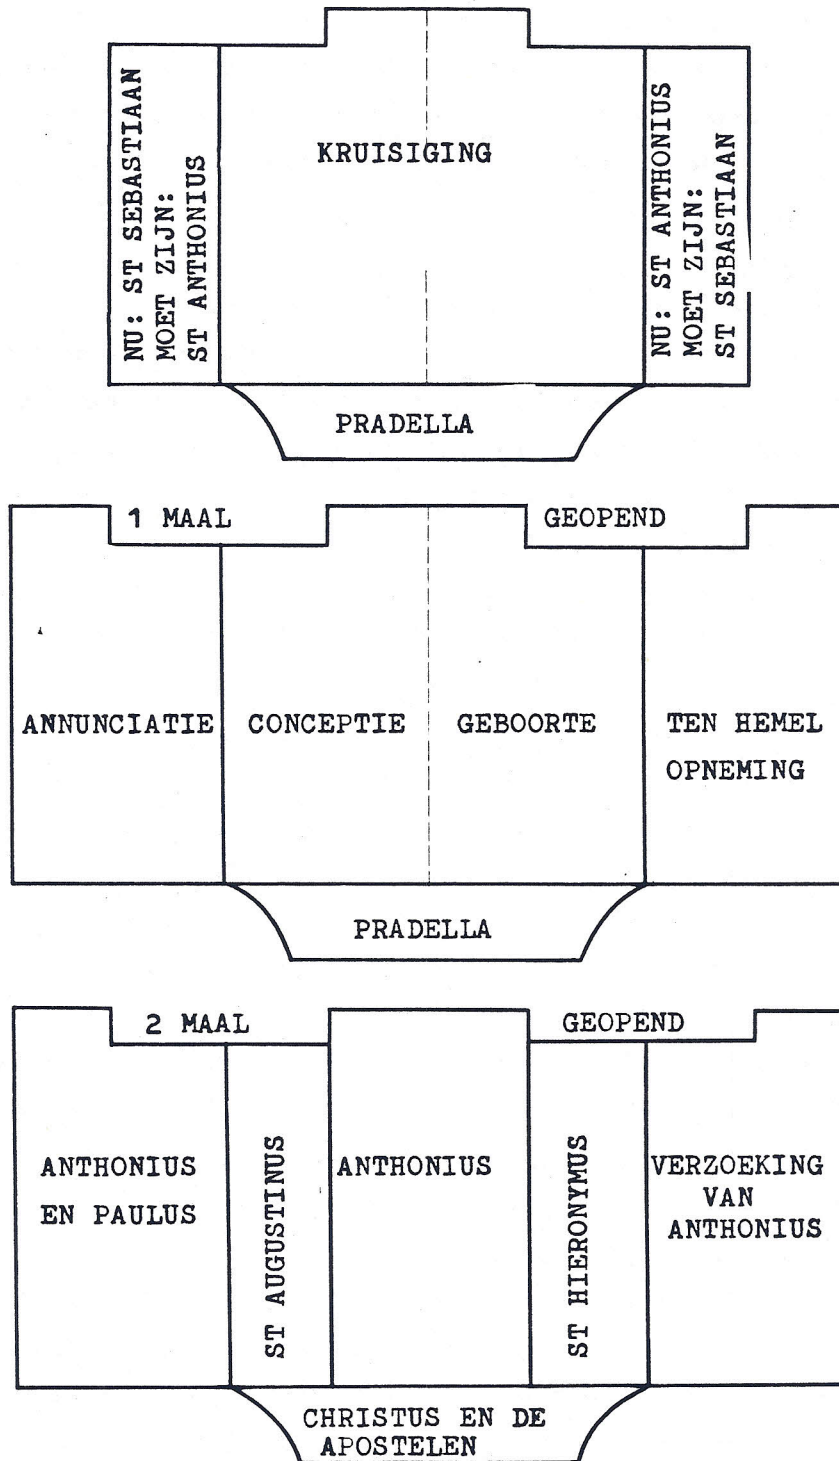 NU: ST SEBASTIAAN
MOET ZIJN:
ST ANTHONIUS
KRUISIGING
NU: ST ANTHONIUS
MOET ZIJN:
ST SEBASTIAAN
PRADELLA
1 MAAL GEOPEND
ANNUNCIATIE CONCEPTIE GEBOORTE TEN HEMEL
OPNEMING
PRADELLA
2 MAAL GEOPEND
ANTHONIUS
EN PAULUS
ST AUGUSTINUS
ANTHONIUS
ST HIERONYMUS
VERZOEKING
VAN
ANTHONIUS
CHRISTUS EN DE
APOSTELEN